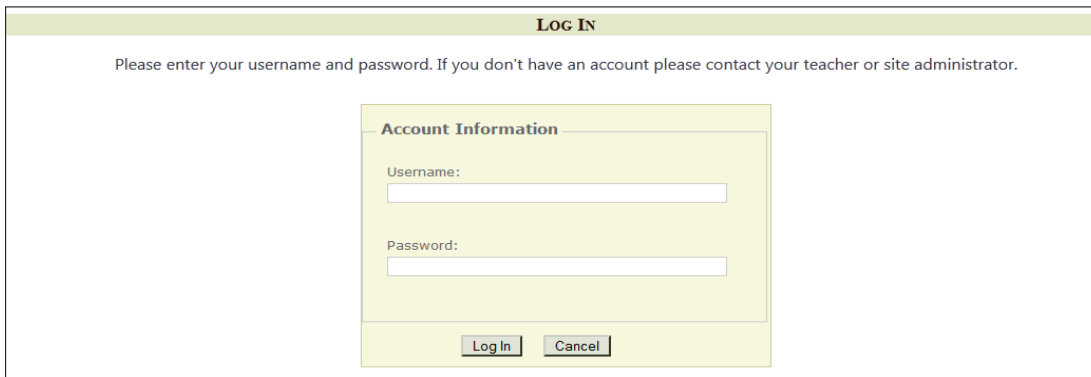 LOG IN
Please enter your username and password. If you don't have an account please contact your teacher or site administrator.
Account Information
Username:
Password:
Log In Cancel